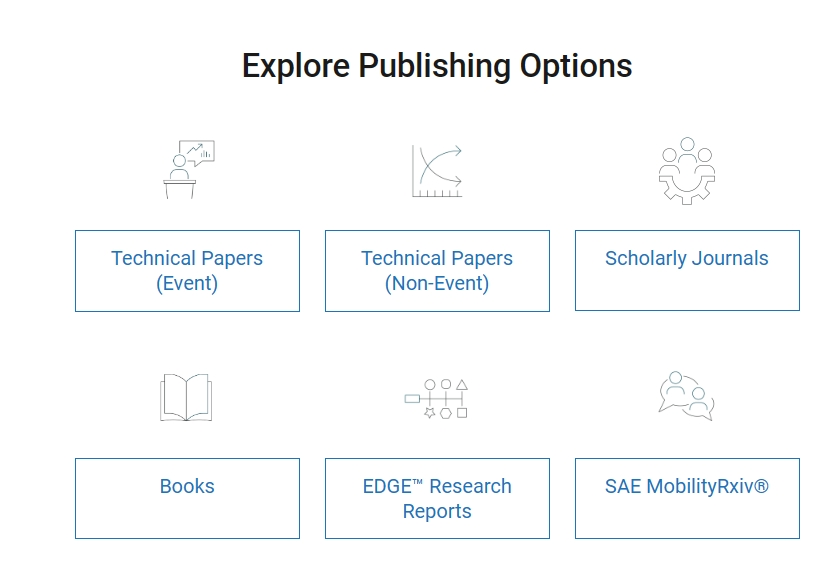 Explore Publishing Options
Technical Papers
(Event)
Technical Papers
(Non-Event)
Scholarly Journals
Books
EDGE™ Research
Reports
SAE MobilityRxiv®